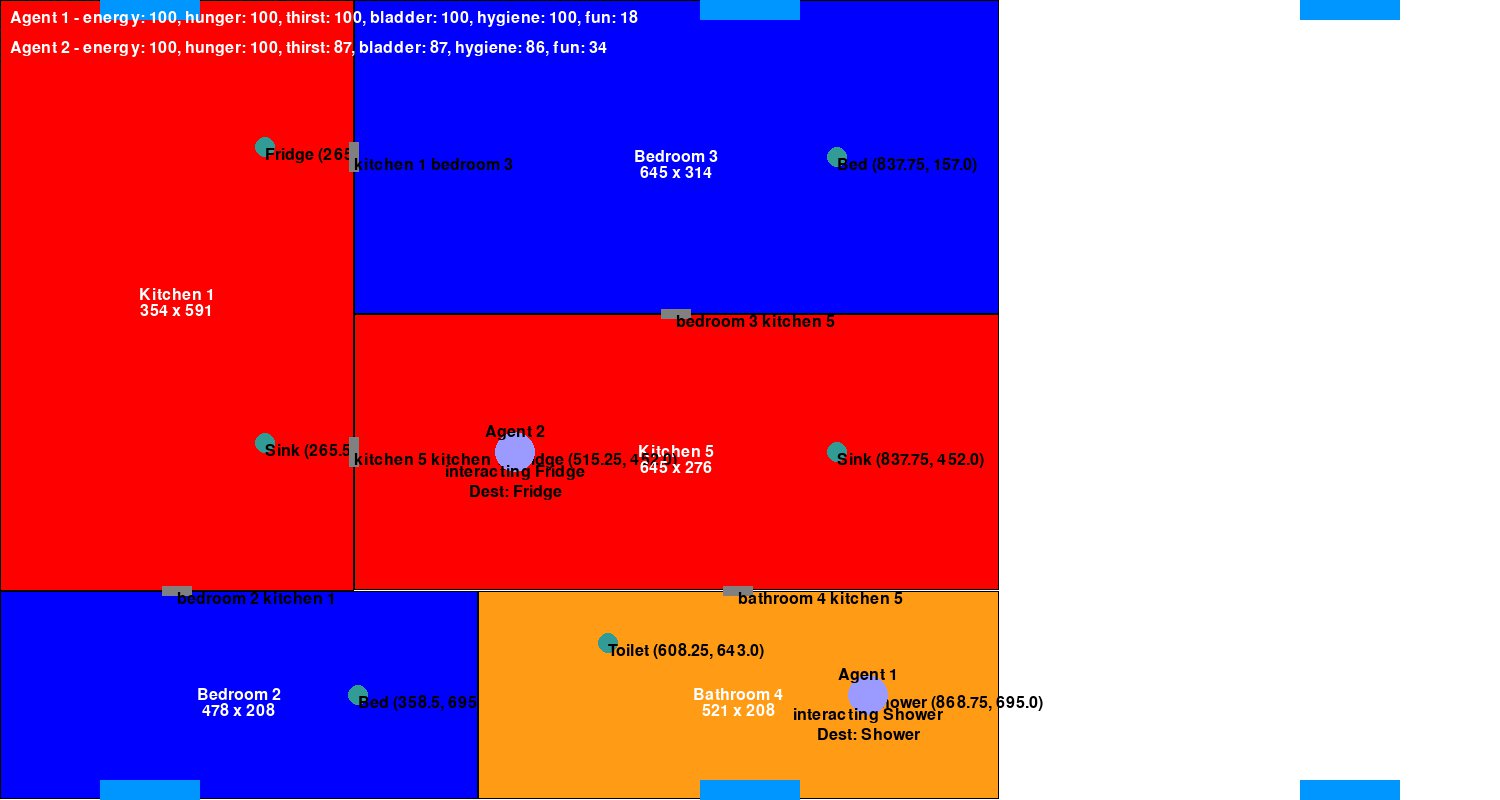 Agent 1 - energy: 100, hunger: 100, thirst: 100, bladder: 100, hygiene: 100, fun: 18
Agent 2 - energy: 100, hunger: 100, thirst: 87, bladder: 87, hygiene: 86, fun: 34
Fridge (265
kitchen 1 bedroom 3
Bedroom 3
645 x 314
Bed (837.75, 157.0)
Kitchen 1
354 x 591
bedroom 3 kitchen 5
Agent 2
Sink (265.5
kitchen 5 kitchen
(515.25, 452.0)
Kitchen 5
645 x 276
Sink (837.75, 452.0)
interacting Fridge
Dest: Fridge
bedroom 2 kitchen 1
bathroom 4 kitchen 5
Toilet (608.25, 643.0)
Agent 1
Bedroom 2
478 x 208
Bed (358.5, 695
Bathroom 4
521 x 208
(868.75, 695.0)
interacting Shower
Dest: Shower